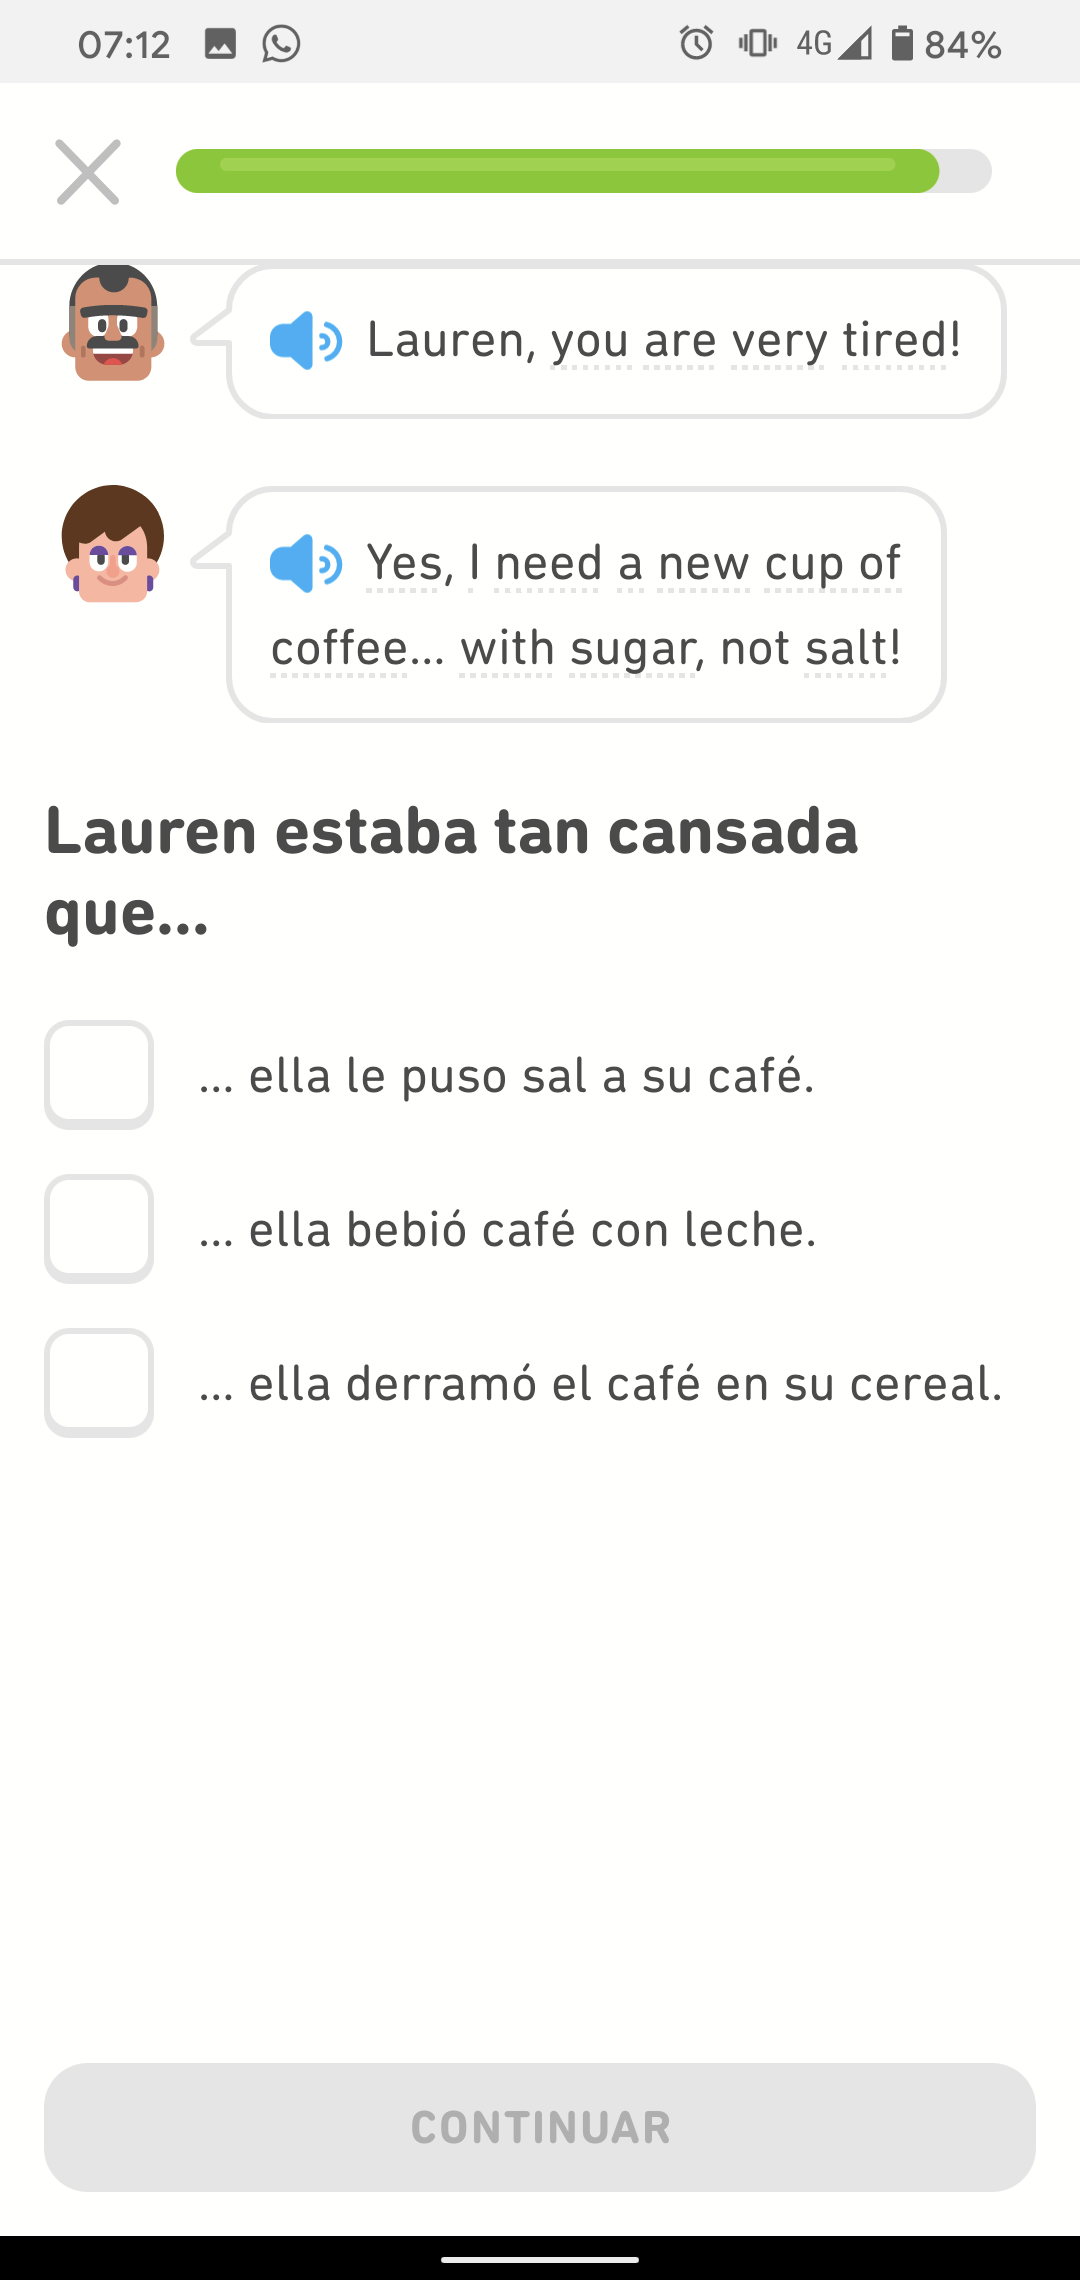 07:12
4G
84%
Lauren, you are very tired!
Yes, I need a new cup of
coffee... with sugar, not salt!
Lauren estaba tan cansada
que...
... ella le puso sal a su café.
... ella bebió café con leche.
... ella derramó el café en su cereal.
CONTINUAR